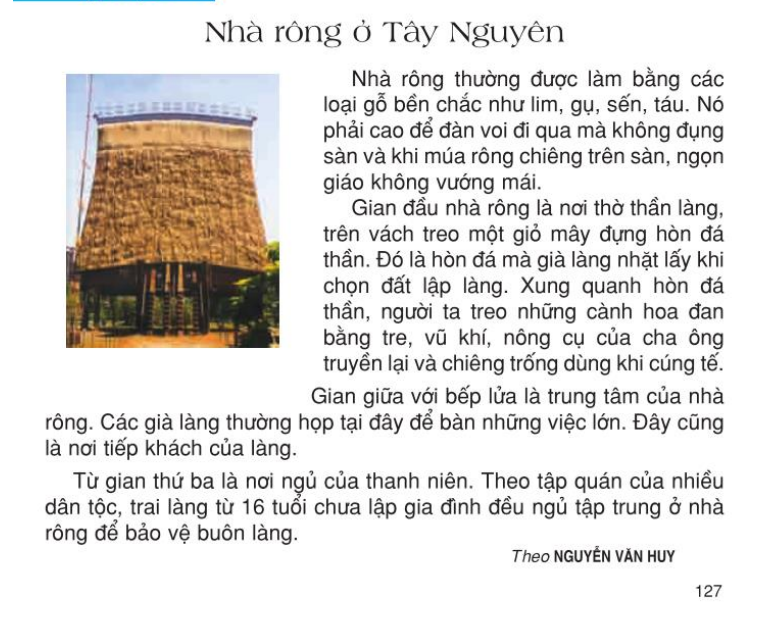 Nhà rông ở Tây Nguyên
Nhà rông thường được làm bằng các
loại gỗ bền chắc như lim, gụ, sến, táu. Nó
phải cao để đàn voi đi qua mà không đụng
sàn và khi múa rông chiêng trên sàn, ngọn
giáo không vướng mái.
Gian đầu nhà rông là nơi thờ thần làng,
trên vách treo một giỏ mây đựng hòn đá
thần. Đó là hòn đá mà già làng nhặt lấy khi
chọn đất lập làng. Xung quanh hòn đá
thần, người ta treo những cành hoa đan
bằng tre, vũ khí, nông cụ của cha ông
truyền lại và chiêng trống dùng khi cúng tế.
Gian giữa với bếp lửa là trung tâm của nhà
rông. Các già làng thường họp tại đây để bàn những việc lớn. Đây cũng
là nơi tiếp khách của làng.
Từ gian thứ ba là nơi ngủ của thanh niên. Theo tập quán của nhiều
dân tộc, trai làng từ 16 tuổi chưa lập gia đình đều ngủ tập trung ở nhà
rông để bảo vệ buôn làng.
Theo NGUYỄN VĂN HUY
127